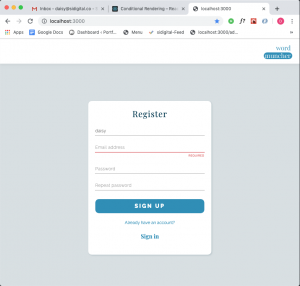 Inbox - daisy@sidigital.co -
Conditional Rendering – Rea
localhost:3000
localhost:3000
Apps
Google Docs
Dashboard ‹ Portf...
Menu
sidigital-Feed
localhost:3000/ad...
word
cruncher
Register
daisy
Email address
Required
Password
Repeat password
SIGN UP
Already have an account?
Sign in